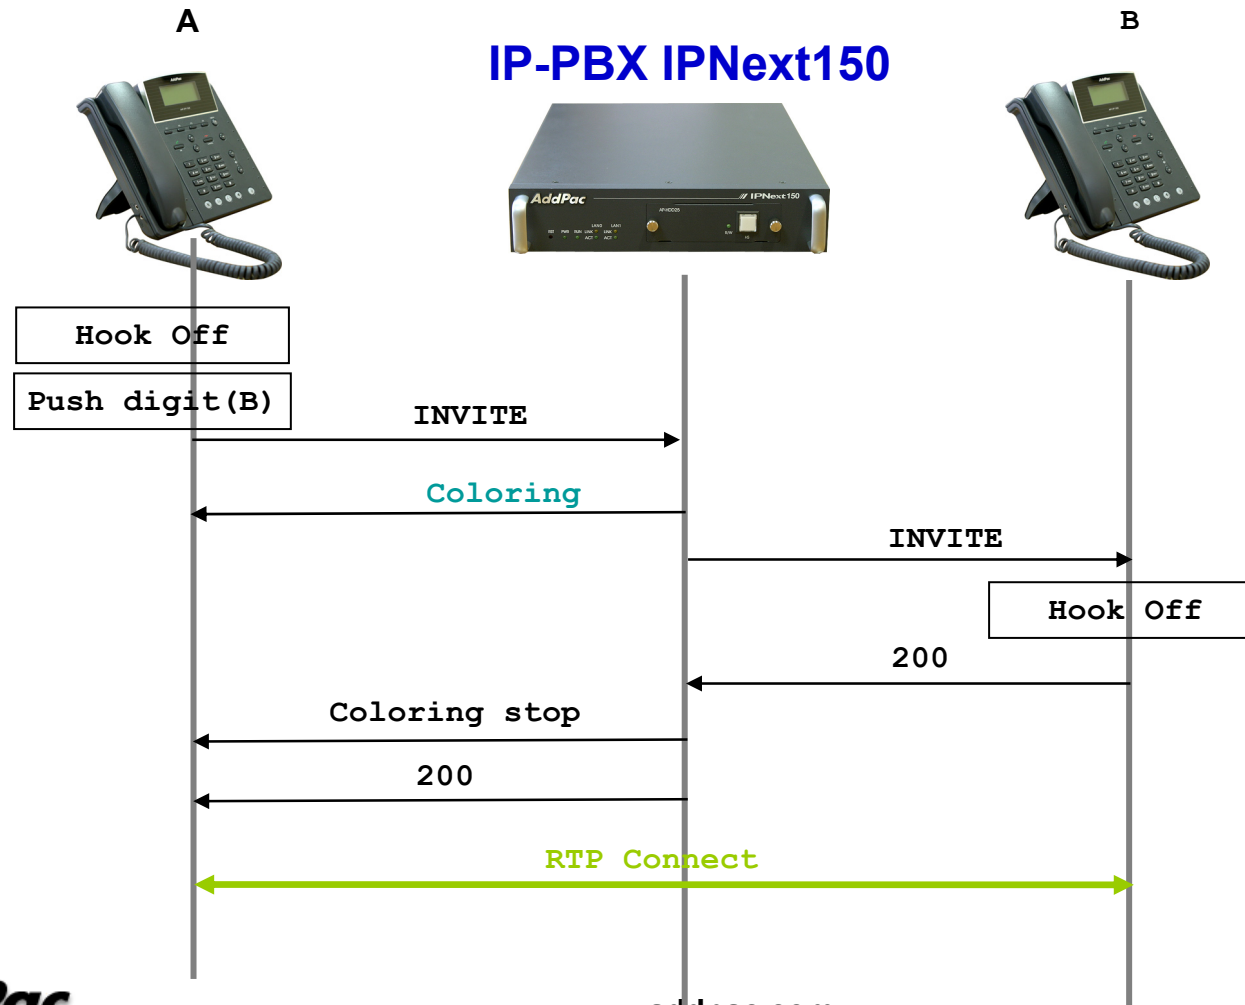 A
B
IP-PBX IPNext150
AddPac
IPNext150
Hook Off
Push digit(B)
INVITE
Coloring
INVITE
Hook Off
200
Coloring stop
200
RTP Connect